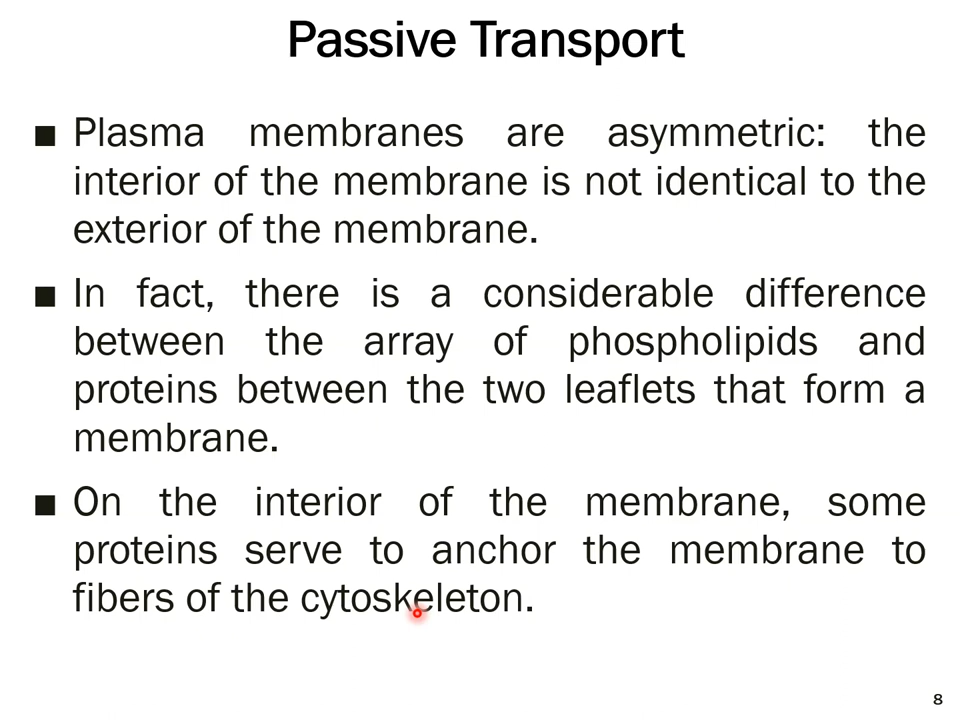 Passive Transport
■ Plasma membranes are asymmetric: the
interior of the membrane is not identical to the
exterior of the membrane.
■ In fact, there is a considerable difference
between the array of phospholipids and
proteins between the two leaflets that form a
membrane.
■ On the interior of the membrane, some
proteins serve to anchor the membrane to
fibers of the cytoskeleton.
8